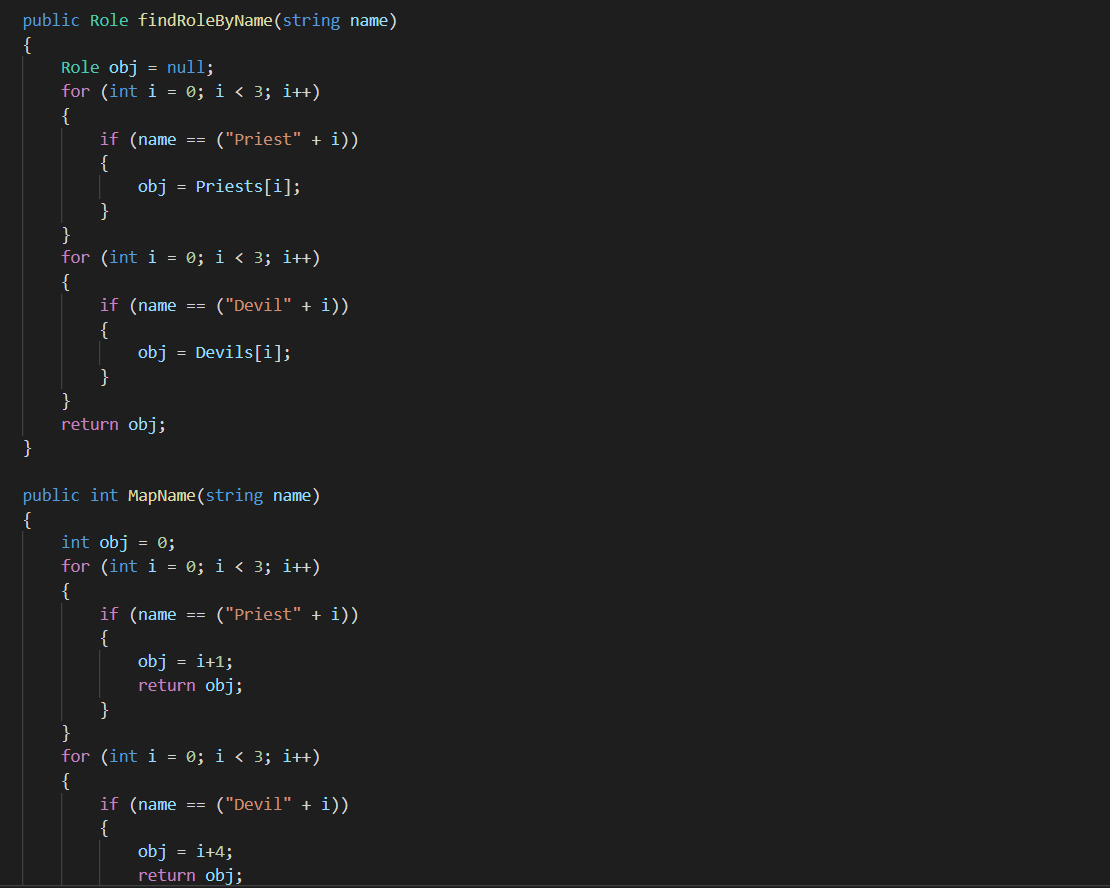 public Role findRoleByName(string name)
{
    Role obj = null;
    for (int i = 0; i < 3; i++)
    {
        if (name == ("Priest" + i))
        {
            obj = Priests[i];
        }
    }
    for (int i = 0; i < 3; i++)
    {
        if (name == ("Devil" + i))
        {
            obj = Devils[i];
        }
    }
    return obj;
}

public int MapName(string name)
{
    int obj = 0;
    for (int i = 0; i < 3; i++)
    {
        if (name == ("Priest" + i))
        {
            obj = i+1;
            return obj;
        }
    }
    for (int i = 0; i < 3; i++)
    {
        if (name == ("Devil" + i))
        {
            obj = i+4;
            return obj;